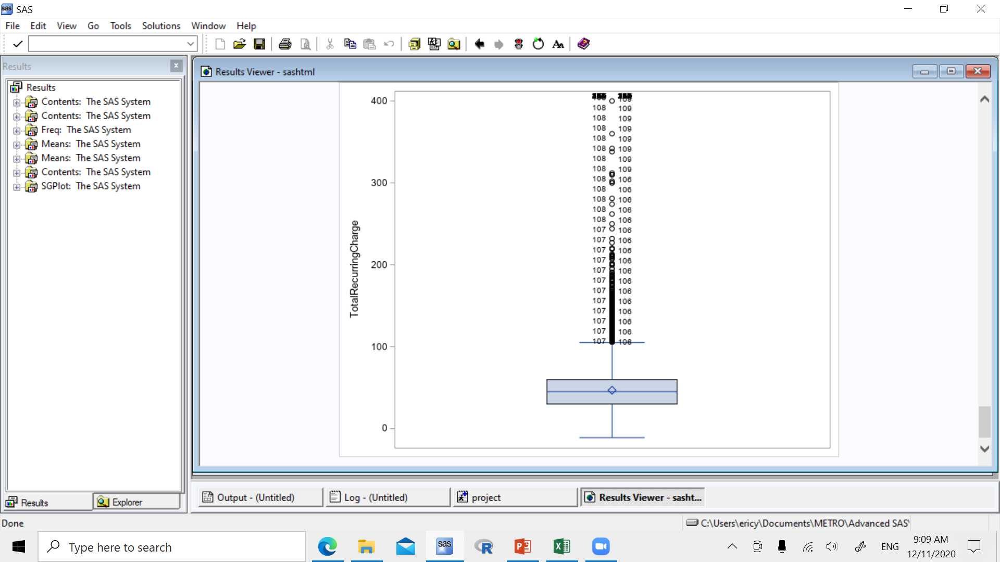 SAS
File Edit View Go Tools Solutions Window Help
Results
Results Viewer - sashtml
Results
Contents: The SAS System
Contents: The SAS System
Freq: The SAS System
Means: The SAS System
Means: The SAS System
Contents: The SAS System
SGPlot: The SAS System
TotalRecurringCharge
400
300
200
100
0
109
108 109
108 109
108 109
108 109
108 109
108 109
108 109
108 106
108 106
108 106
108 106
108 106
107 106
107 106
107 106
107 106
107 106
107 106
107 106
107 106
107 106
107 106
107 106
107 106
Results Explorer
Output - (Untitled) Log - (Untitled) project Results Viewer - sasht...
Done C:\Users\ericy\Documents\METRO\Advanced SAS\
Type here to search
sas
ENG
9:09 AM
12/11/2020